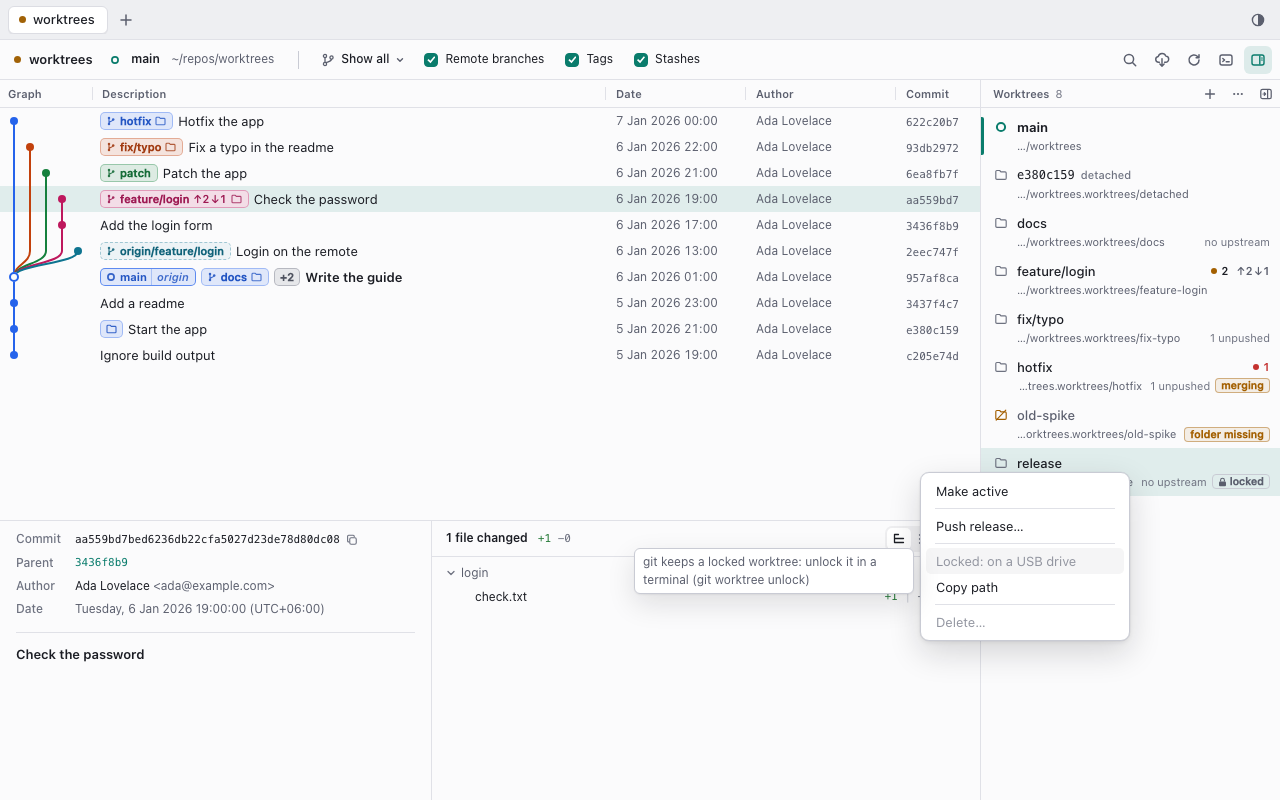 worktrees
worktrees main ~/repos/worktrees Show all Remote branches Tags Stashes
Graph Description Date Author Commit Worktrees 8
hotfix Hotfix the app 7 Jan 2026 00:00 Ada Lovelace 622c20b7
fix/typo Fix a typo in the readme 6 Jan 2026 22:00 Ada Lovelace 93db2972
patch Patch the app 6 Jan 2026 21:00 Ada Lovelace 6ea8fb7f
feature/login ↑2↓1 Check the password 6 Jan 2026 19:00 Ada Lovelace aa559bd7
Add the login form 6 Jan 2026 17:00 Ada Lovelace 3436f8b9
origin/feature/login Login on the remote 6 Jan 2026 13:00 Ada Lovelace 2eec747f
main origin docs +2 Write the guide 6 Jan 2026 01:00 Ada Lovelace 957af8ca
Add a readme 5 Jan 2026 23:00 Ada Lovelace 3437f4c7
Start the app 5 Jan 2026 21:00 Ada Lovelace e380c159
Ignore build output 5 Jan 2026 19:00 Ada Lovelace c205e74d
main
.../worktrees
e380c159 detached
.../worktrees.worktrees/detached
docs
.../worktrees.worktrees/docs no upstream
feature/login 2 ↑2↓1
.../worktrees.worktrees/feature-login
fix/typo
.../worktrees.worktrees/fix-typo 1 unpushed
hotfix 1
...trees.worktrees/hotfix 1 unpushed merging
old-spike
...orktrees.worktrees/old-spike folder missing
release
e no upstream locked
Make active
Push release...
Locked: on a USB drive
Copy path
Delete...
git keeps a locked worktree: unlock it in a
terminal (git worktree unlock)
Commit aa559bd7bed6236db22cfa5027d23de78d80dc08
Parent 3436f8b9
Author Ada Lovelace <ada@example.com>
Date Tuesday, 6 Jan 2026 19:00:00 (UTC+06:00)
Check the password
1 file changed +1 −0
login
check.txt +1